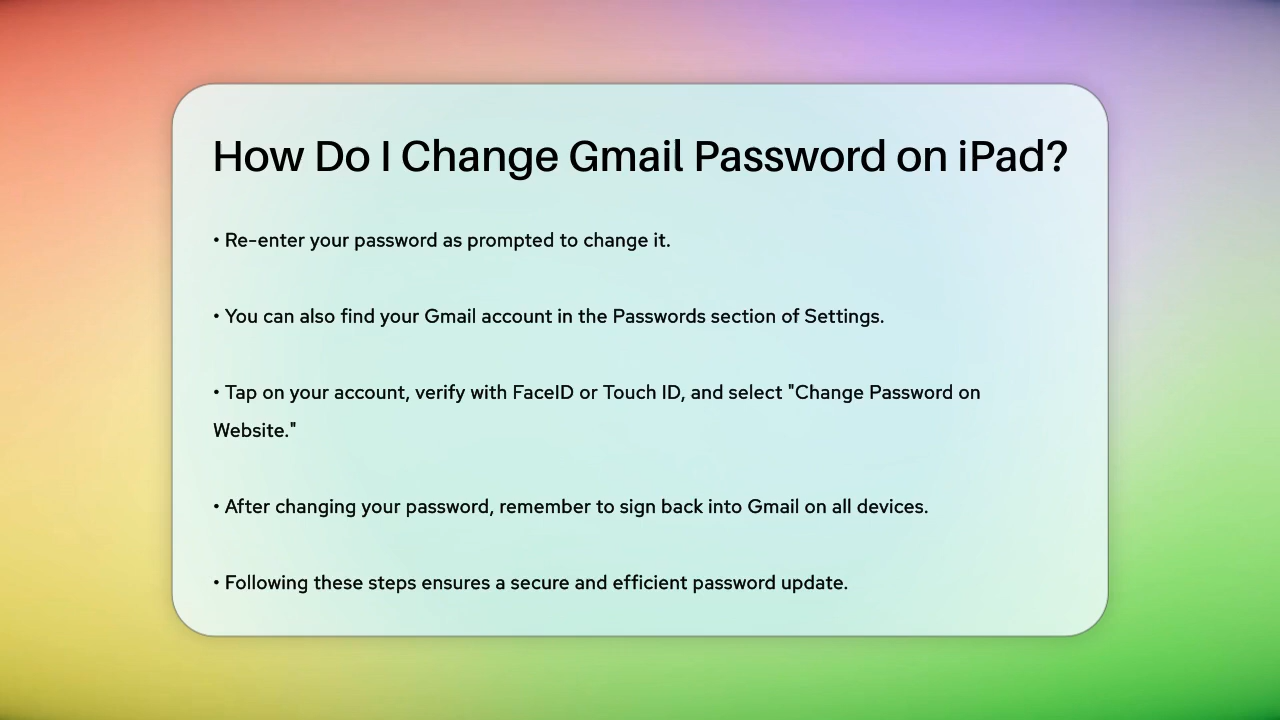 How Do I Change Gmail Password on iPad?
• Re-enter your password as prompted to change it.
• You can also find your Gmail account in the Passwords section of Settings.
• Tap on your account, verify with FaceID or Touch ID, and select "Change Password on
Website."
• After changing your password, remember to sign back into Gmail on all devices.
• Following these steps ensures a secure and efficient password update.